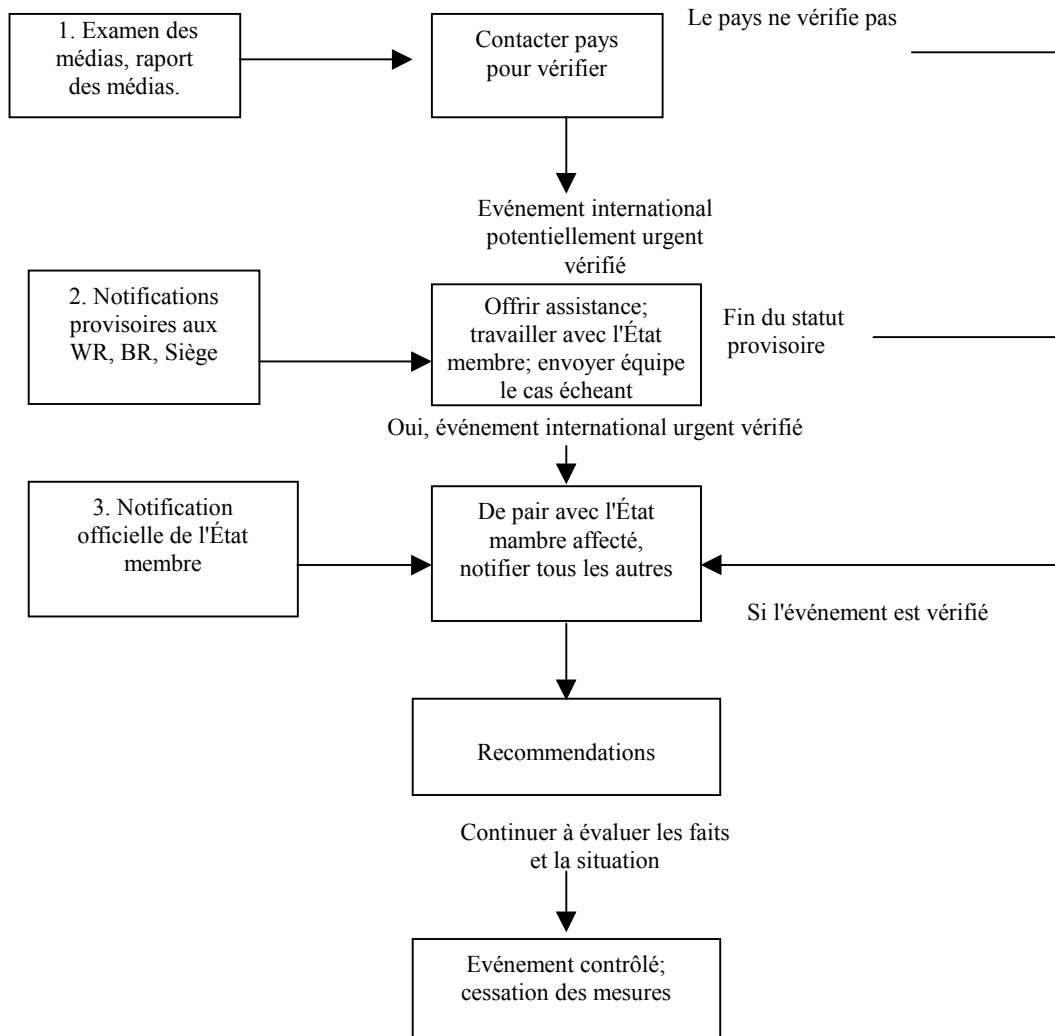 1. Examen des
médias, raport
des médias.
Contacter pays
pour vérifier
Le pays ne vérifie pas
Evénement international
potentiellement urgent
vérifié
2. Notifications
provisoires aux
WR, BR, Siège
Offrir assistance;
travailler avec l'État
membre; envoyer équipe
le cas écheant
Fin du statut
provisoire
Oui, événement international urgent vérifié
3. Notification
officielle de l'État
membre
De pair avec l'État
mambre affecté,
notifier tous les autres
Si l'événement est vérifié
Recommendations
Continuer à évaluer les faits
et la situation
Evénement contrôlé;
cessation des mesures